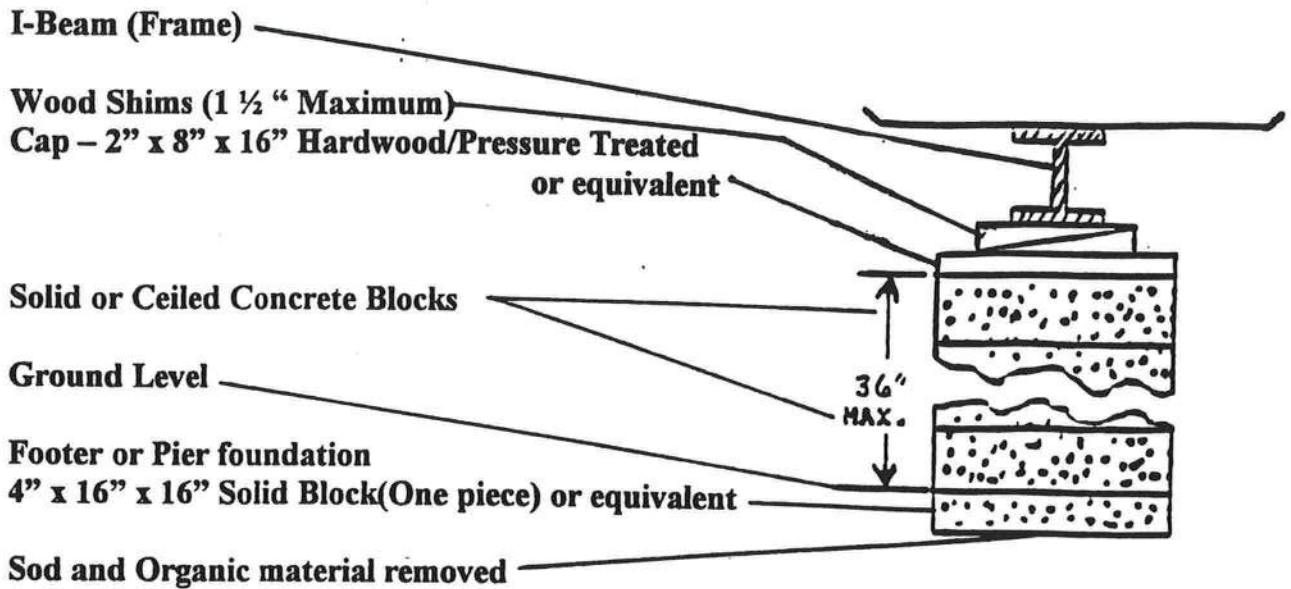 I-Beam (Frame)
Wood Shims (1 ½ “ Maximum)
Cap – 2” x 8” x 16” Hardwood/Pressure Treated
or equivalent
Solid or Ceiled Concrete Blocks
36"
MAX.
Ground Level
Footer or Pier foundation
4” x 16” x 16” Solid Block(One piece) or equivalent
Sod and Organic material removed